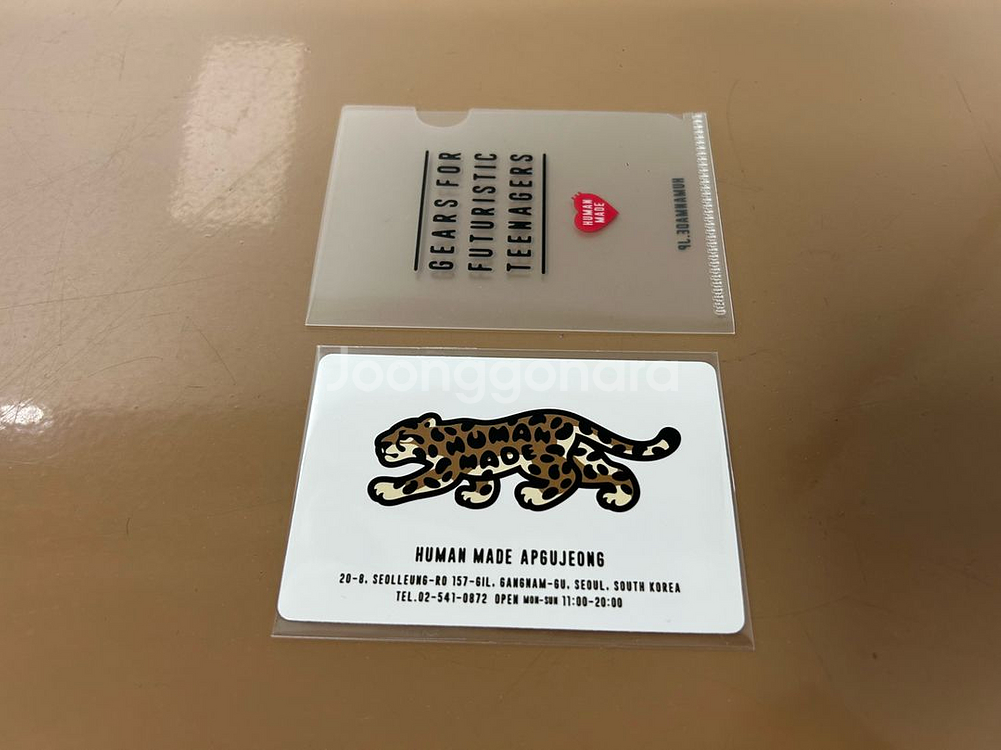 GEARS FOR
FUTURISTIC
TEENAGERS
HUMAN
MADE
HUMANMADE.JP
Joonggonara
HUMAN
MADE
HUMAN MADE APGUJEONG
20-8, SEOLLEUNG-RO 157-GIL, GANGNAM-GU, SEOUL, SOUTH KOREA
TEL.02-541-0872 OPEN MON-SUN 11:00-20:00